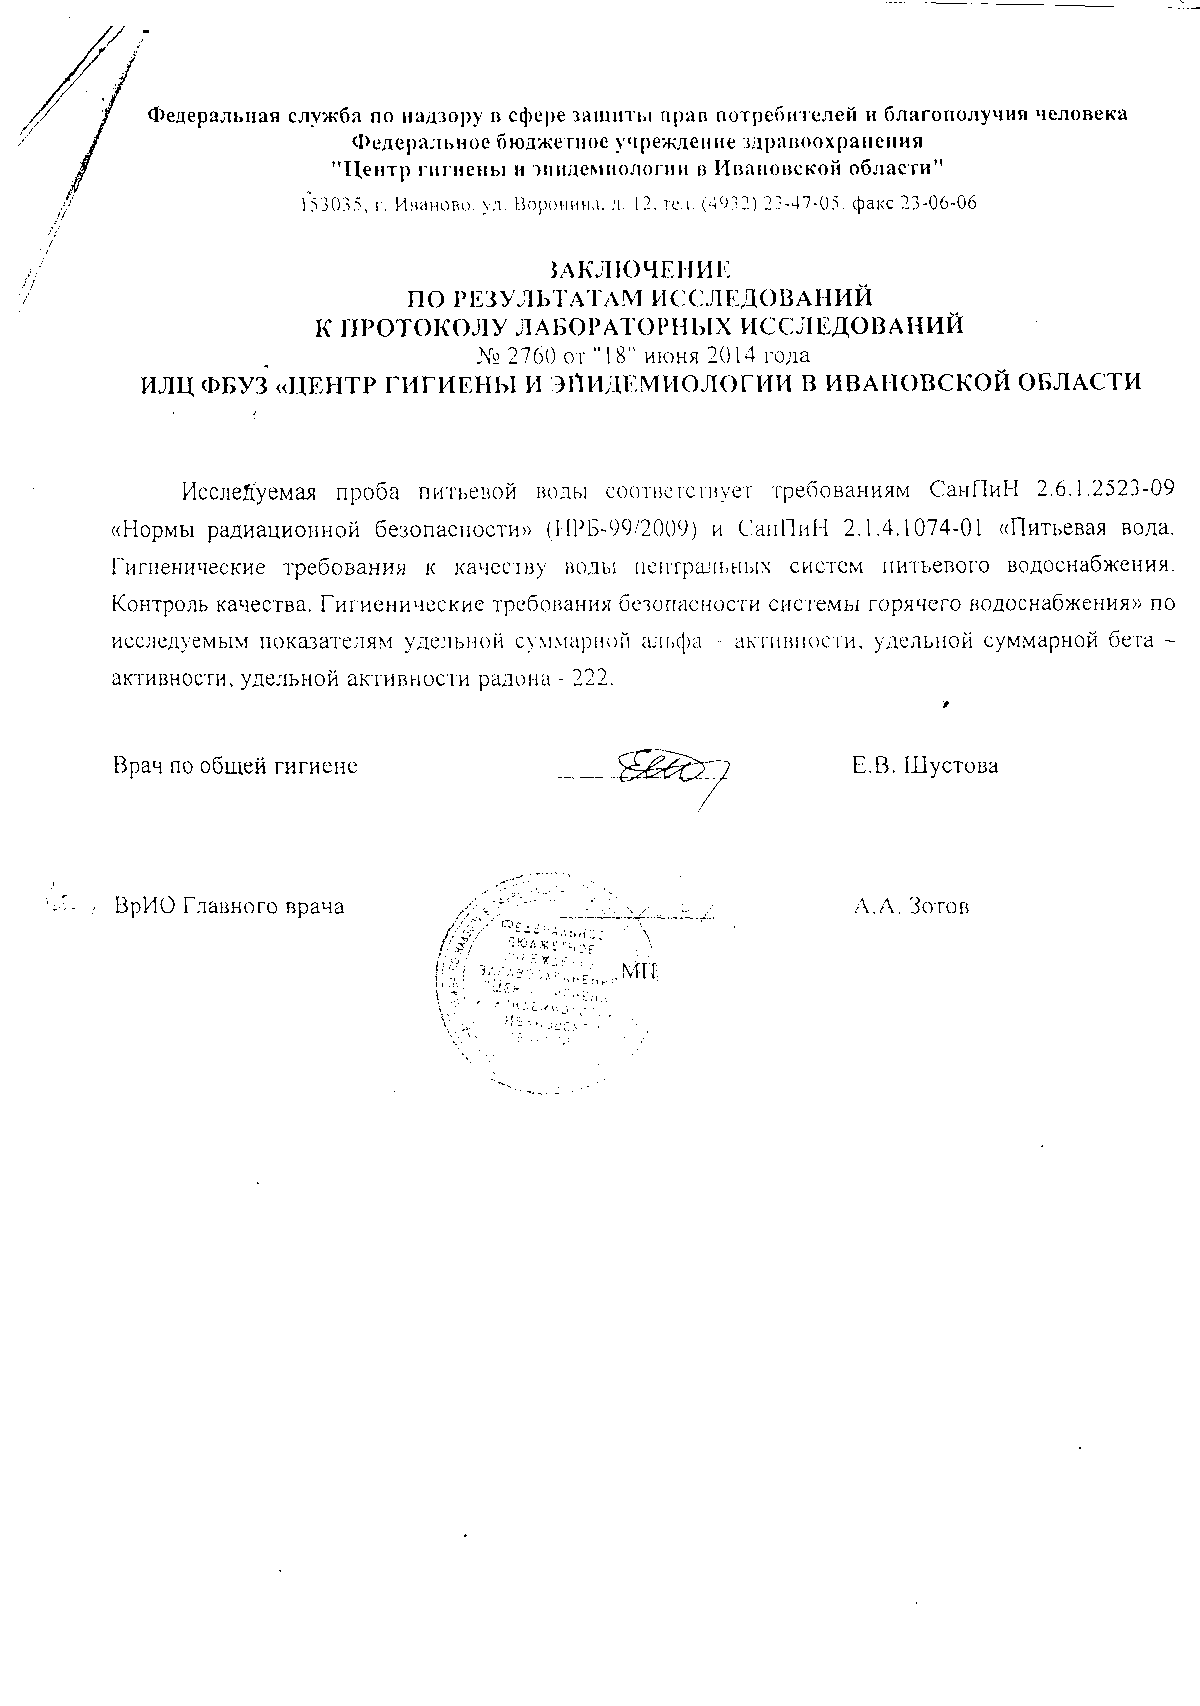 Федеральная служба по надзору в сфере защиты прав потребителей и благополучия человека
Федеральное бюджетное учреждение здравоохранения
"Центр гигиены и эпидемиологии в Ивановской области"
153035, г. Иваново, ул. Воронина, д. 12, тел. (4932) 23-47-05, факс 23-06-06
ЗАКЛЮЧЕНИЕ
ПО РЕЗУЛЬТАТАМ ИССЛЕДОВАНИЙ
К ПРОТОКОЛУ ЛАБОРАТОРНЫХ ИССЛЕДОВАНИЙ
№ 2760 от "18" июня 2014 года
ИЛЦ ФБУЗ «ЦЕНТР ГИГИЕНЫ И ЭПИДЕМИОЛОГИИ В ИВАНОВСКОЙ ОБЛАСТИ
Исследуемая проба питьевой воды соответствует требованиям СанПиН 2.6.1.2523-09
«Нормы радиационной безопасности» (НРБ-99/2009) и СанПиН 2.1.4.1074-01 «Питьевая вода.
Гигиенические требования к качеству воды центральных систем питьевого водоснабжения.
Контроль качества. Гигиенические требования безопасности системы горячего водоснабжения» по
исследуемым показателям удельной суммарной альфа - активности, удельной суммарной бета –
активности, удельной активности радона - 222.
Врач по общей гигиене Е.В. Шустова
ВрИО Главного врача А.А. Зотов
ФЕДЕРАЛЬНОЕ
БЮДЖЕТНОЕ
УЧРЕЖДЕНИЕ
ЗДРАВООХРАНЕНИЯ
МП